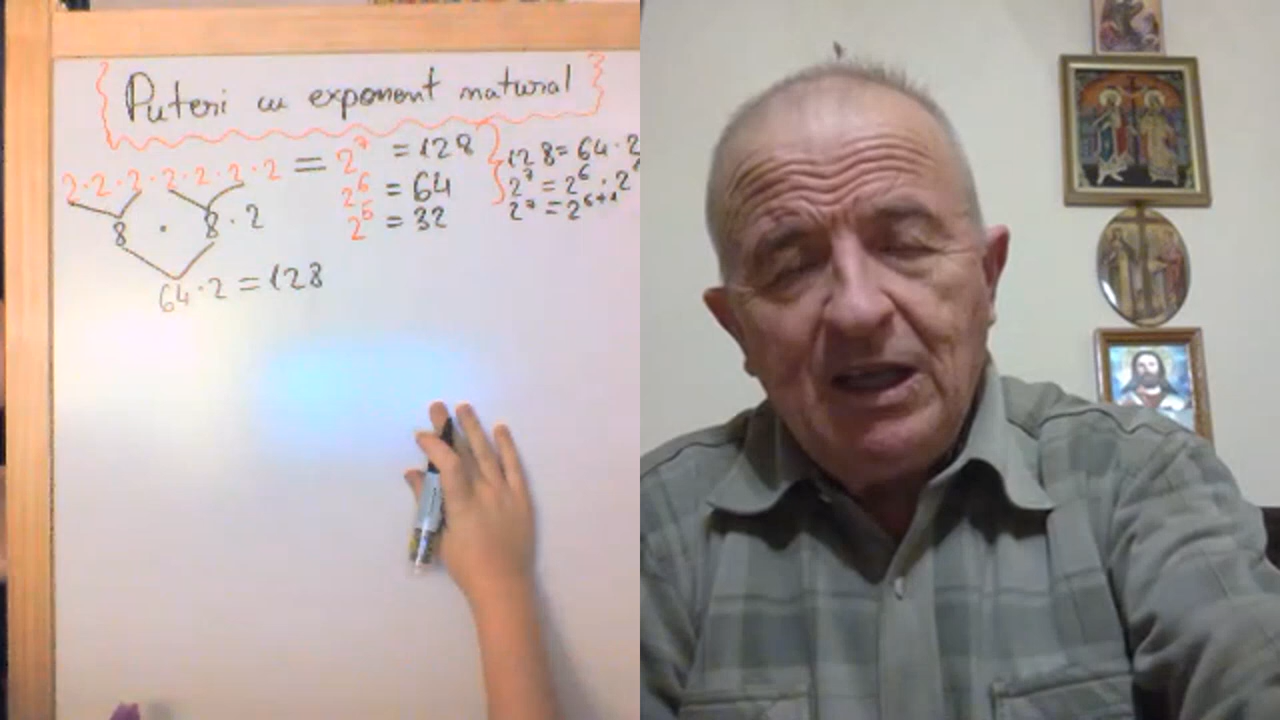 Puteri cu exponent natural
2·2·2·2·2·2·2 = 2⁷ = 128
8 · 8·2
64·2 = 128
2⁶ = 64
2⁵ = 32
128 = 64·2
2⁷ = 2⁶·2¹
2⁷ = 2⁶⁺¹